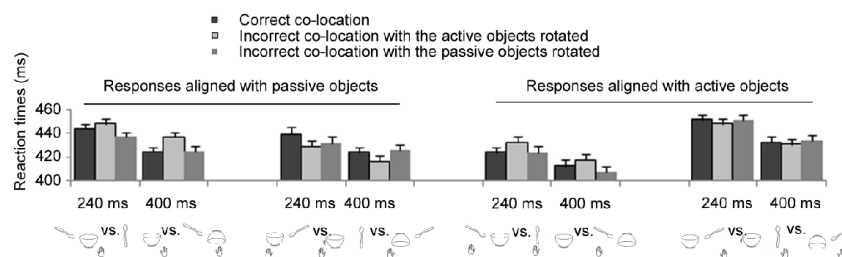 Correct co-location
Incorrect co-location with the active objects rotated
Incorrect co-location with the passive objects rotated
Reaction times (ms)
Responses aligned with passive objects
Responses aligned with active objects
460
440
420
400
240 ms 400 ms 240 ms 400 ms 240 ms 400 ms 240 ms 400 ms
vs. vs. vs. vs. vs. vs. vs. vs.